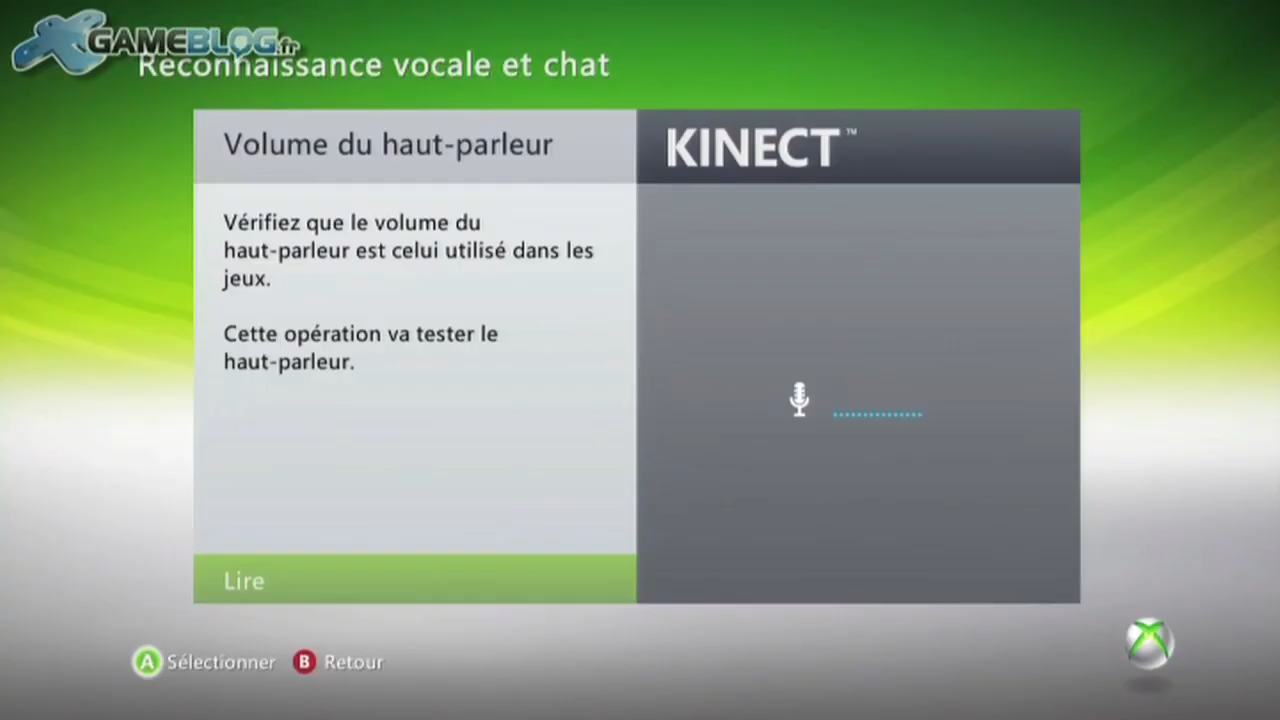 GAMEBLOG.fr
Reconnaissance vocale et chat
Volume du haut-parleur
KINECT™
Vérifiez que le volume du
haut-parleur est celui utilisé dans les
jeux.
Cette opération va tester le
haut-parleur.
Lire
A Sélectionner B Retour